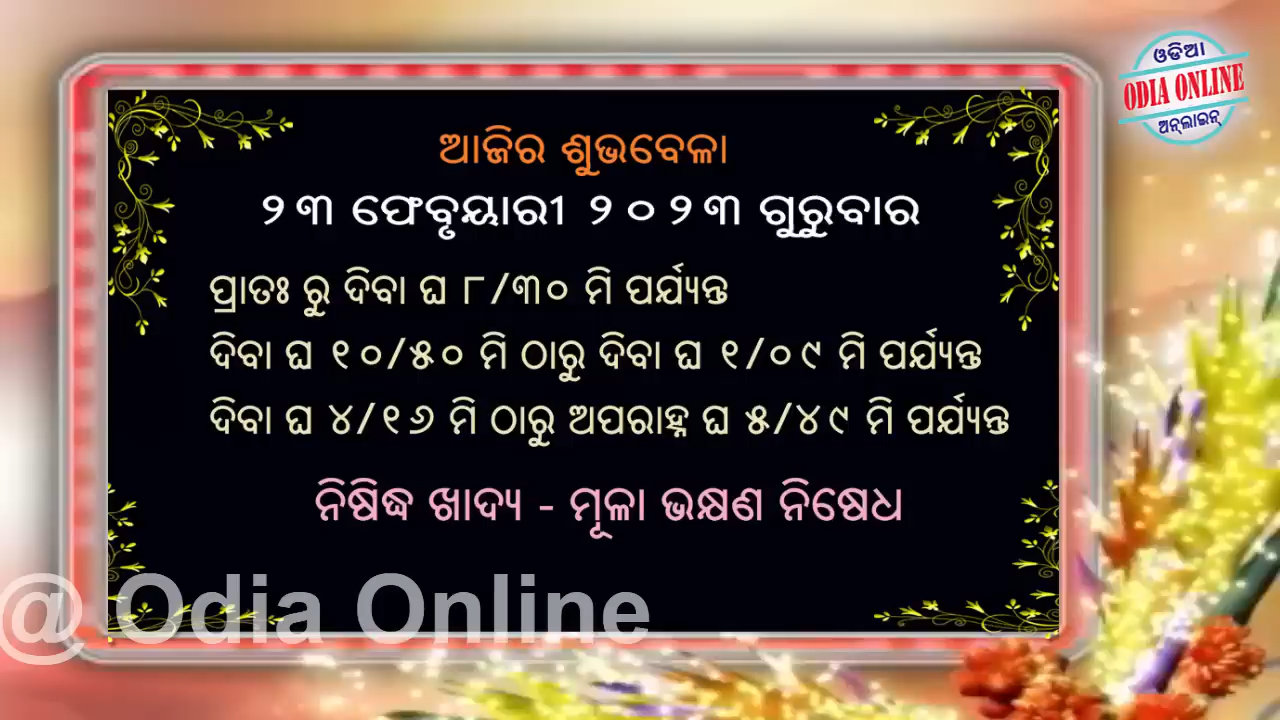 ଓଡିଆ
ODIA ONLINE
ଅନ୍‌ଲାଇନ୍
ଆଜିର ଶୁଭବେଳା
୨୩ ଫେବୃୟାରୀ ୨୦୨୩ ଗୁରୁବାର
ପ୍ରାତଃ ରୁ ଦିବା ଘ ୮/୩୦ ମି ପର୍ଯ୍ୟନ୍ତ
ଦିବା ଘ ୧୦/୫୦ ମି ଠାରୁ ଦିବା ଘ ୧/୦୯ ମି ପର୍ଯ୍ୟନ୍ତ
ଦିବା ଘ ୪/୧୬ ମି ଠାରୁ ଅପରାହ୍ନ ଘ ୫/୪୯ ମି ପର୍ଯ୍ୟନ୍ତ
ନିଷିଦ୍ଧ ଖାଦ୍ୟ - ମୂଳା ଭକ୍ଷଣ ନିଷେଧ
@ Odia Online